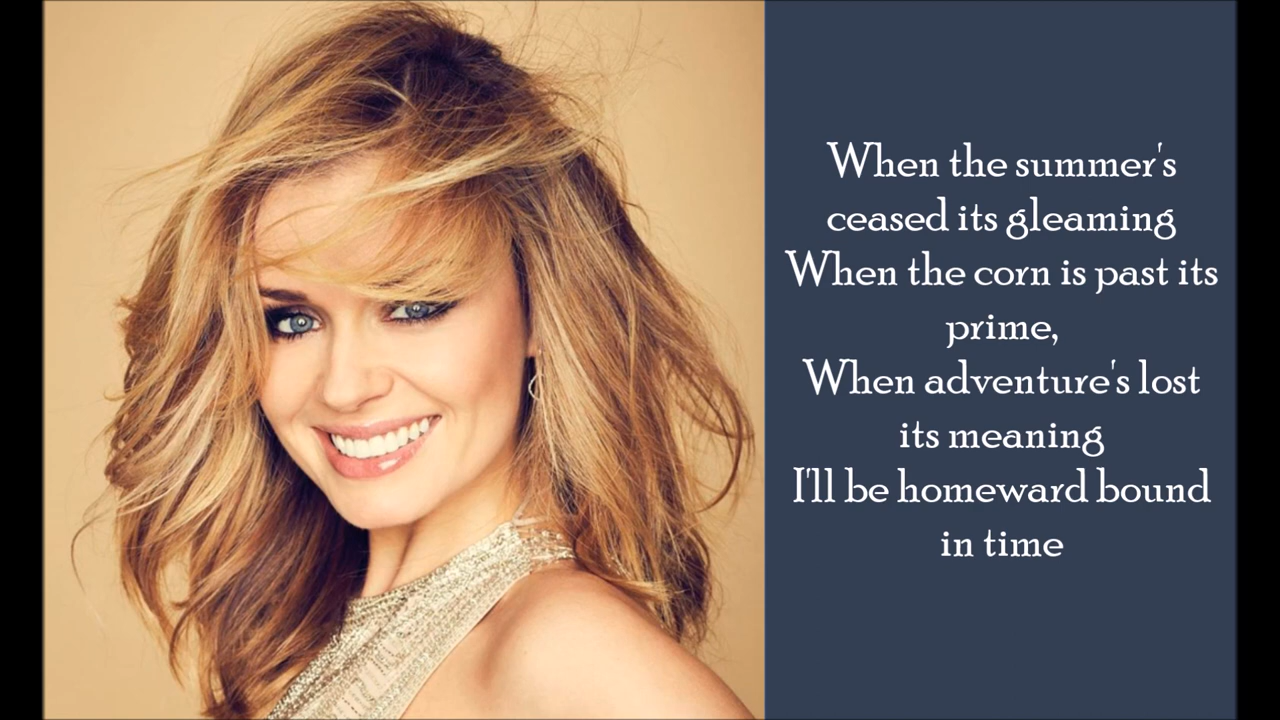 When the summer's
ceased its gleaming
When the corn is past its
prime,
When adventure's lost
its meaning
I'll be homeward bound
in time